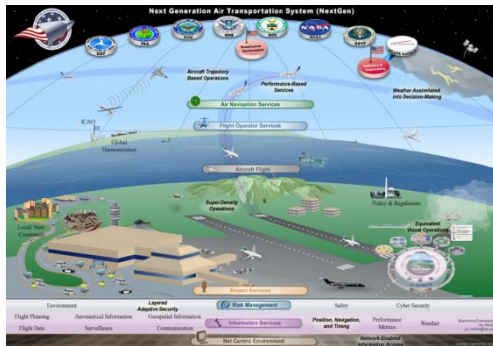 Next Generation Air Transportation System (NextGen)
DOT
FAA
DOD
DHS
DOC
NASA
OSTP
Aircraft Trajectory
Based Operations
Performance-Based
Services
Weather Assimilated
into Decision-Making
Air Navigation Services
ICAO
Global
Harmonization
Flight Operator Services
Aircraft Flight
Super Density
Operations
Policy & Regulations
Local/State
Community
Equivalent
Visual Operations
Airport Services
Environment
Layered
Adaptive Security
Risk Management
Safety
Cyber Security
Flight Planning
Aeronautical Information
Geospatial Information
Information Services
Position, Navigation,
and Timing
Performance
Metrics
Weather
Flight Data
Surveillance
Communication
Net Centric Environment
Network-Enabled
Information Access